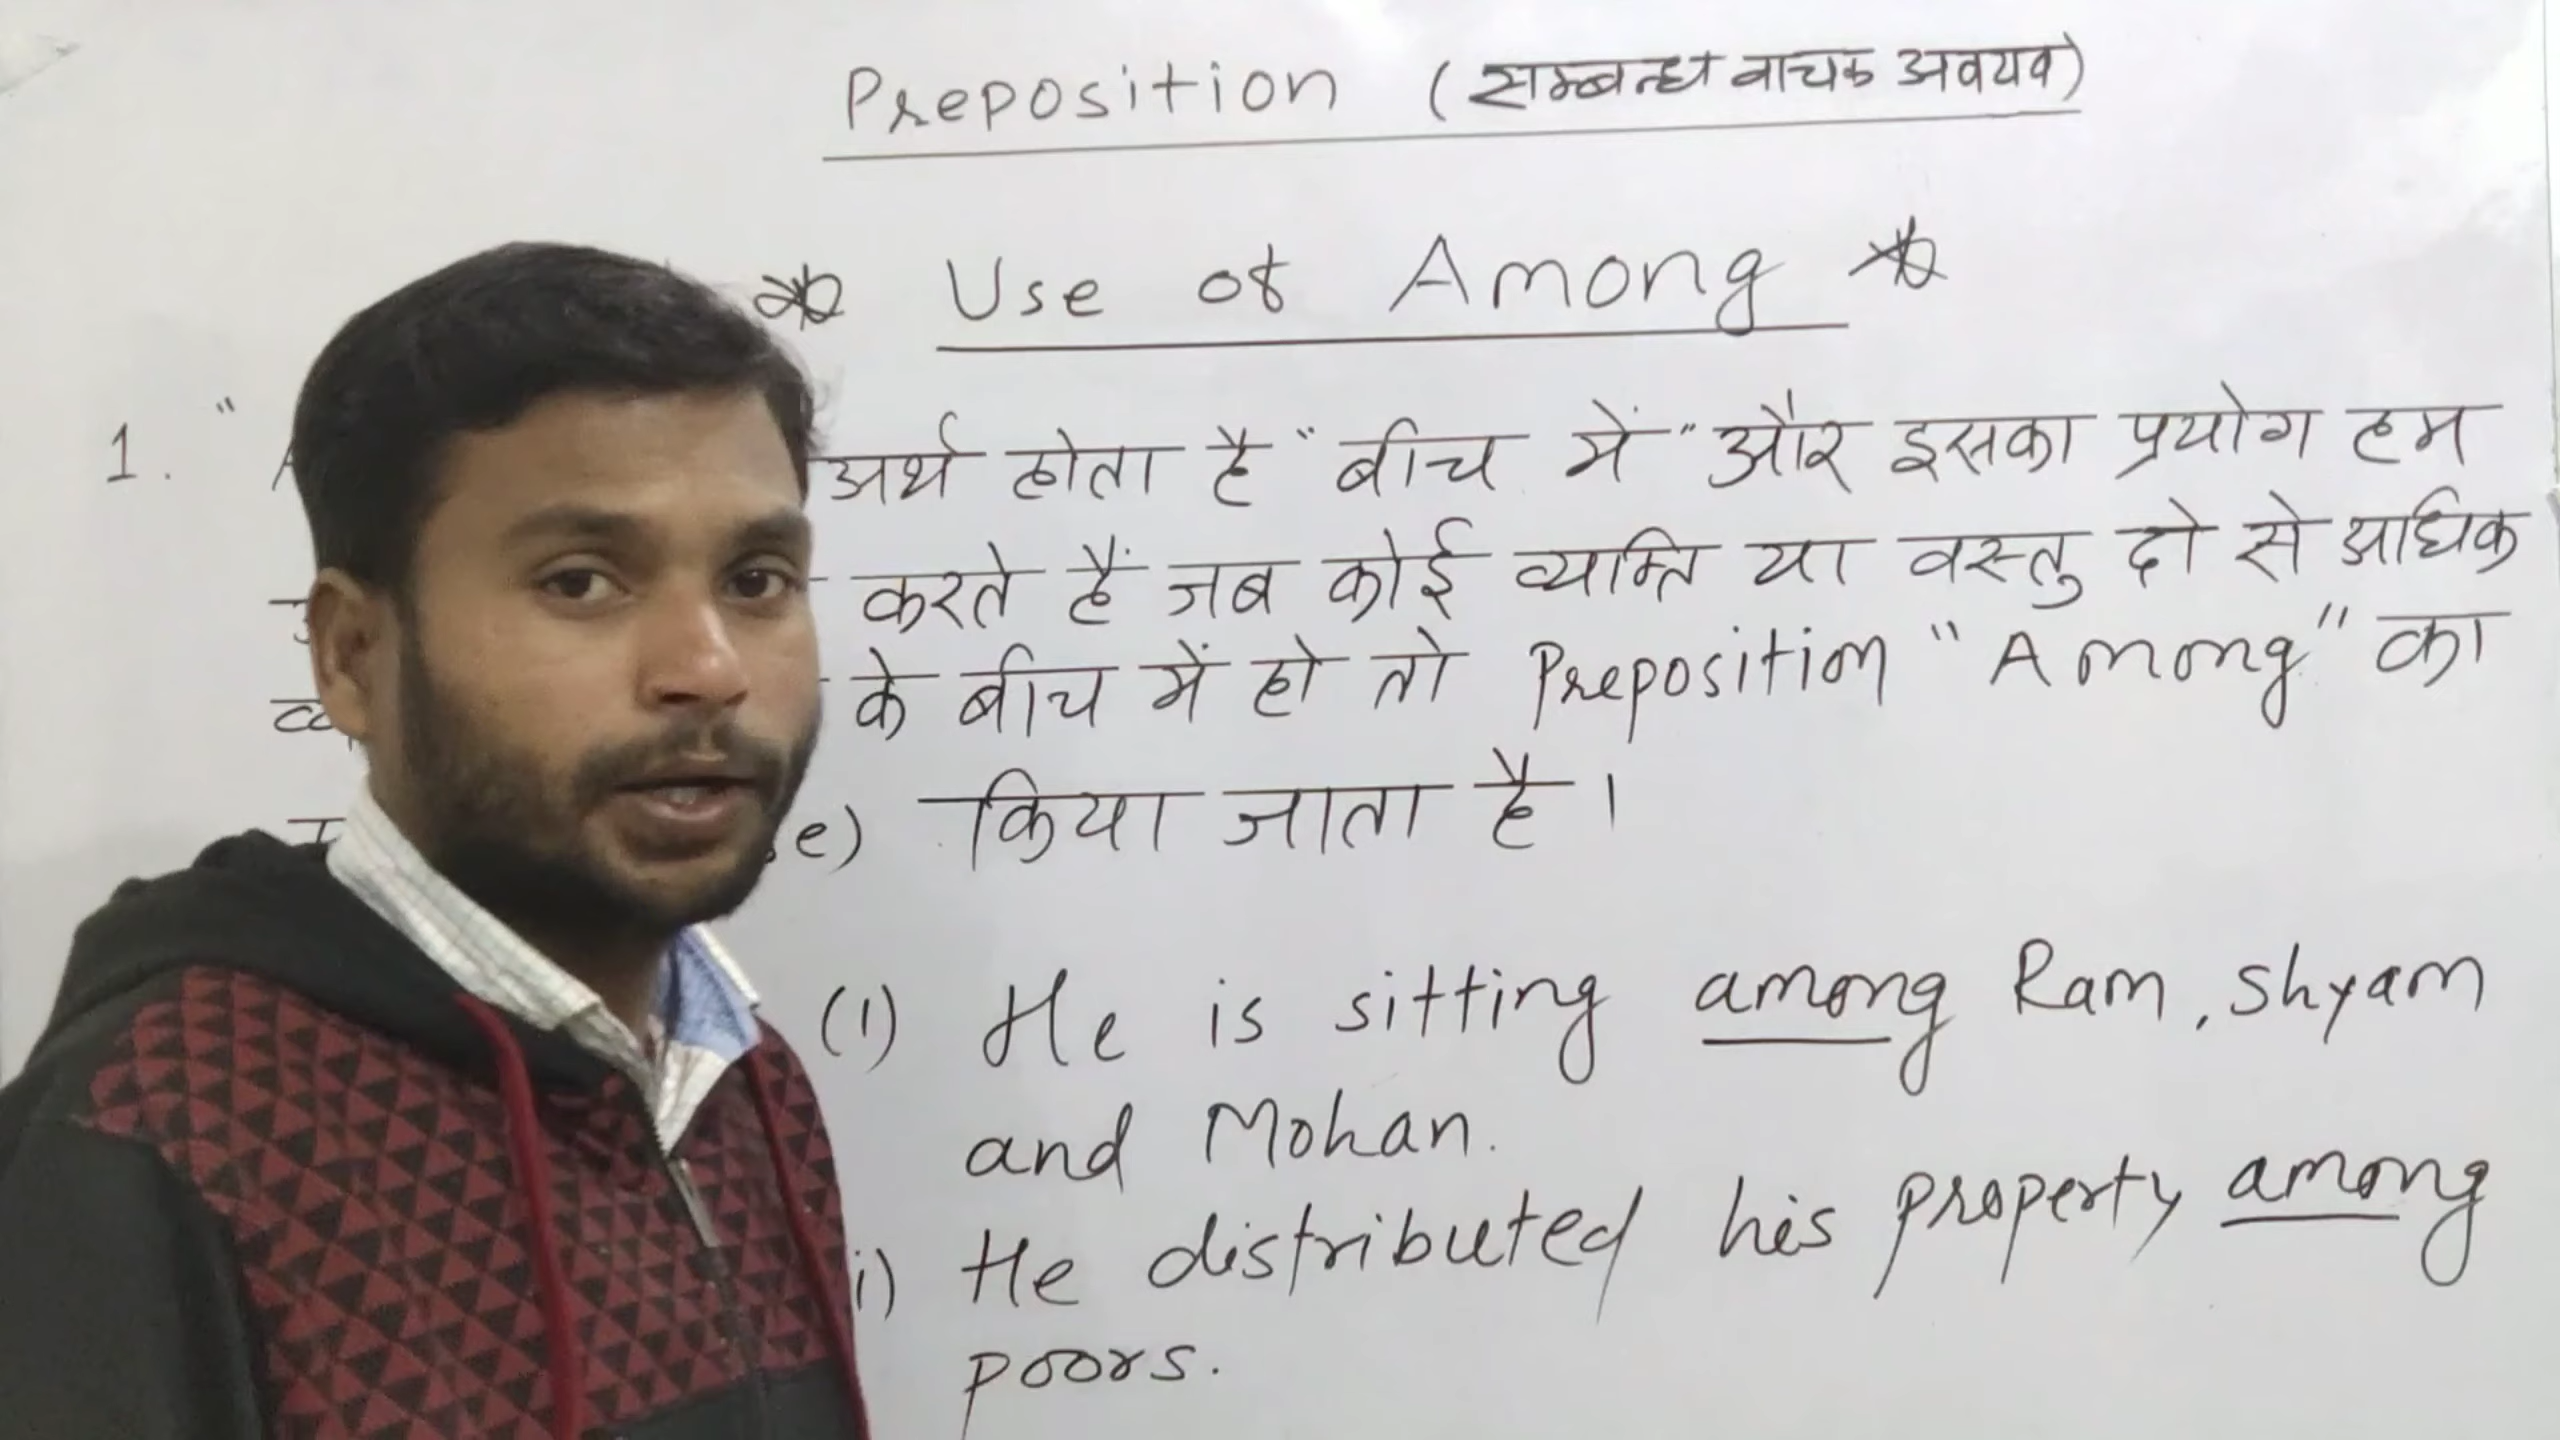 Preposition (सम्बन्ध वाचक अवयव)
Use of Among
1. " अर्थ होता है "बीच में" और इसका प्रयोग हम
करते हैं जब कोई व्यक्ति या वस्तु दो से अधिक
के बीच में हो तो Preposition "Among" का
e) किया जाता है।
(i) He is sitting among Ram, Shyam
and Mohan.
i) He distributed his property among
poors.